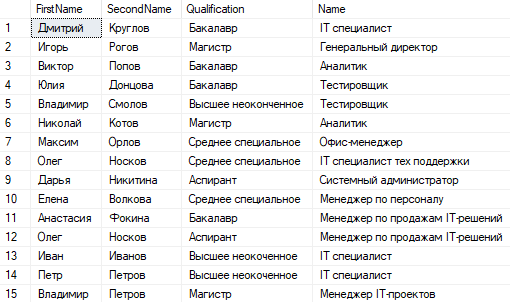 FirstName SecondName Qualification Name
1 Дмитрий Круглов Бакалавр IT специалист
2 Игорь Рогов Магистр Генеральный директор
3 Виктор Попов Бакалавр Аналитик
4 Юлия Донцова Бакалавр Тестировщик
5 Владимир Смолов Высшее неоконченное Тестировщик
6 Николай Котов Магистр Аналитик
7 Максим Орлов Среднее специальное Офис-менеджер
8 Олег Носков Среднее специальное IT специалист тех поддержки
9 Дарья Никитина Аспирант Системный администратор
10 Елена Волкова Среднее специальное Менеджер по персоналу
11 Анастасия Фокина Бакалавр Менеджер по продажам IT-решений
12 Олег Носков Аспирант Менеджер по продажам IT-решений
13 Иван Иванов Высшее неокоченное IT специалист
14 Петр Петров Высшее неокоченное IT специалист
15 Владимир Петров Магистр Менеджер IT-проектов